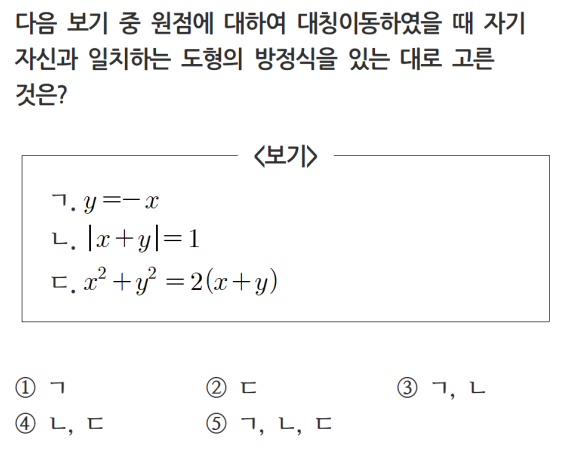 다음 보기 중 원점에 대하여 대칭이동하였을 때 자기
자신과 일치하는 도형의 방정식을 있는 대로 고른
것은?
<보기>
ㄱ. y=-x
ㄴ. |x+y|=1
ㄷ. x²+y²=2(x+y)
① ㄱ ② ㄷ ③ ㄱ, ㄴ
④ ㄴ, ㄷ ⑤ ㄱ, ㄴ, ㄷ